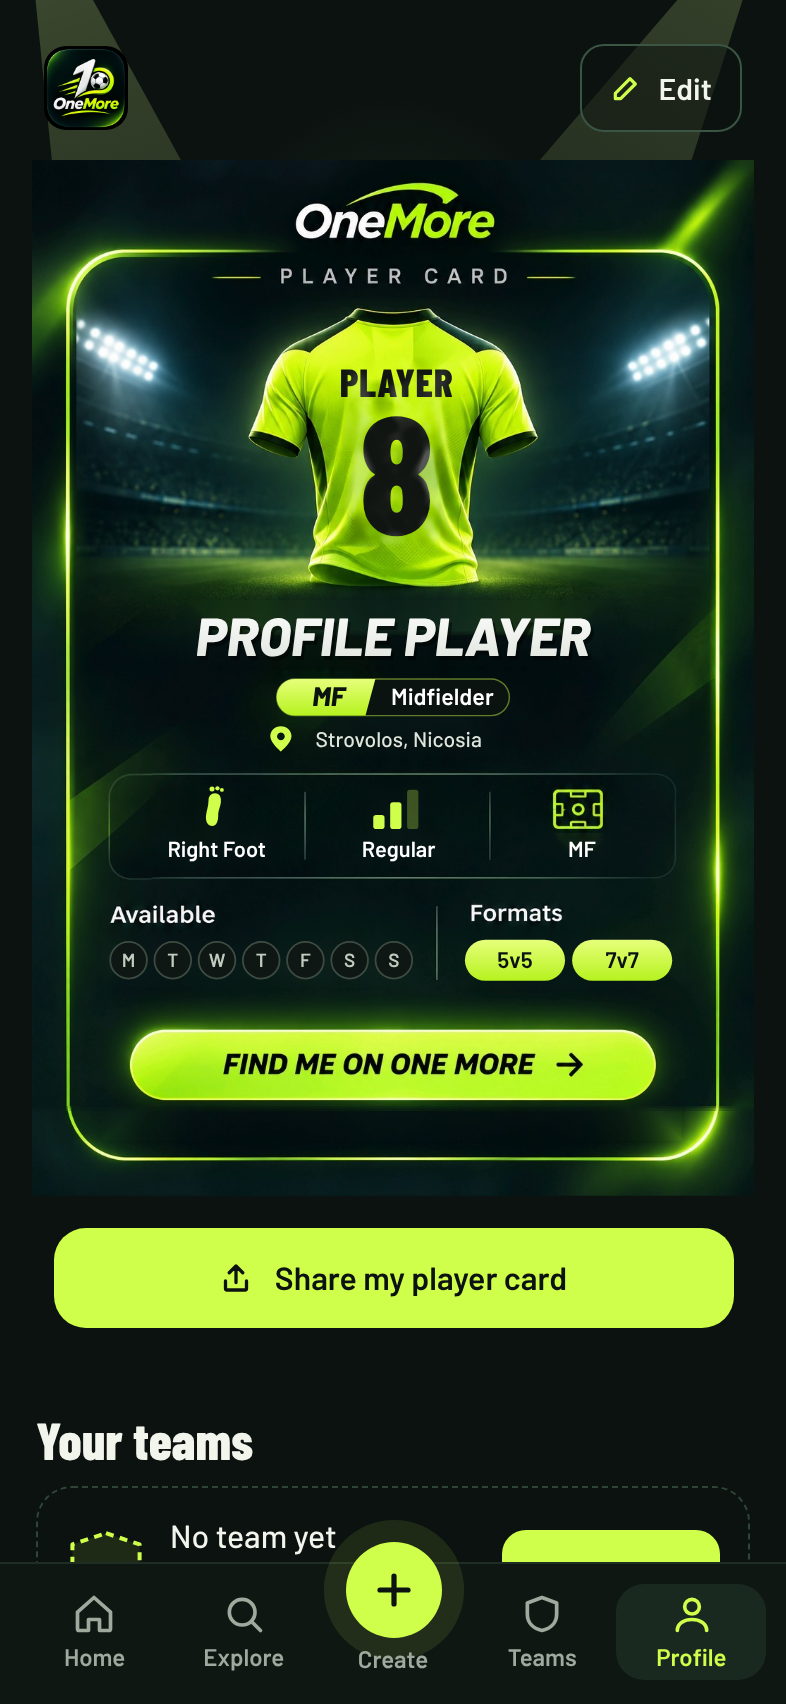 OneMore
Edit
OneMore
PLAYER CARD
PLAYER
8
PROFILE PLAYER
MF Midfielder
Strovolos, Nicosia
Right Foot Regular MF
Available Formats
M T W T F S S 5v5 7v7
FIND ME ON ONE MORE
Share my player card
Your teams
No team yet
Home Explore Create Teams Profile